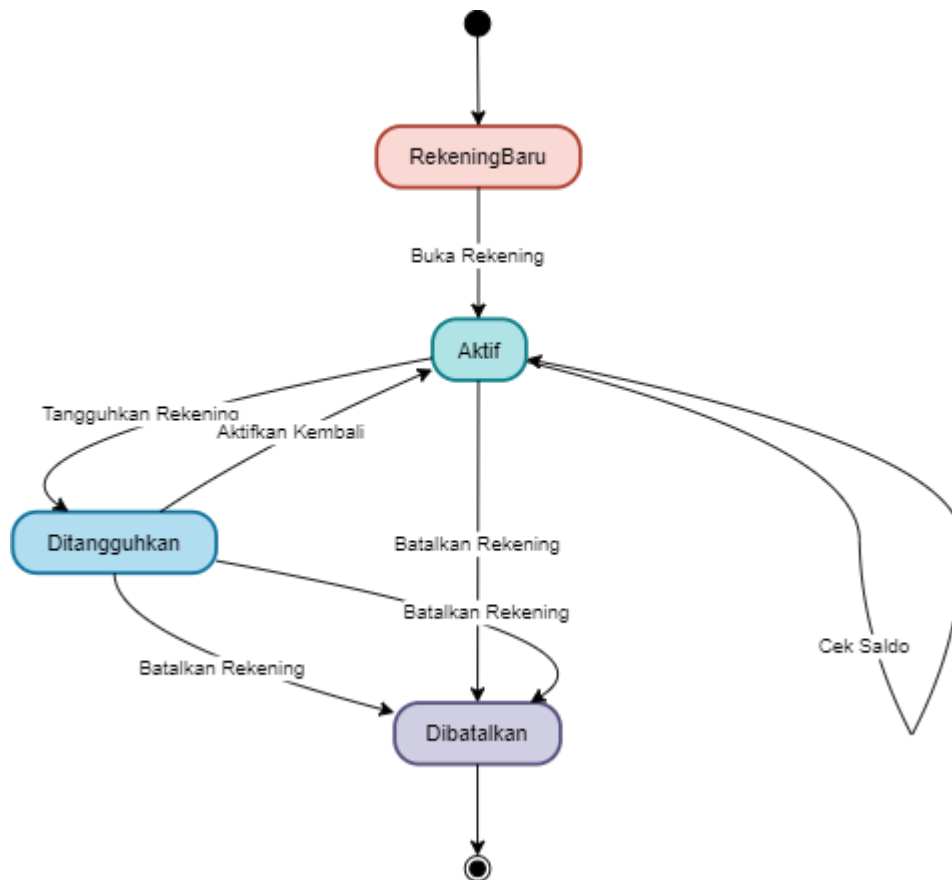 RekeningBaru
Buka Rekening
Aktif
Tangguhkan Rekening
Aktifkan Kembali
Ditangguhkan
Batalkan Rekening
Batalkan Rekening
Cek Saldo
Batalkan Rekening
Dibatalkan